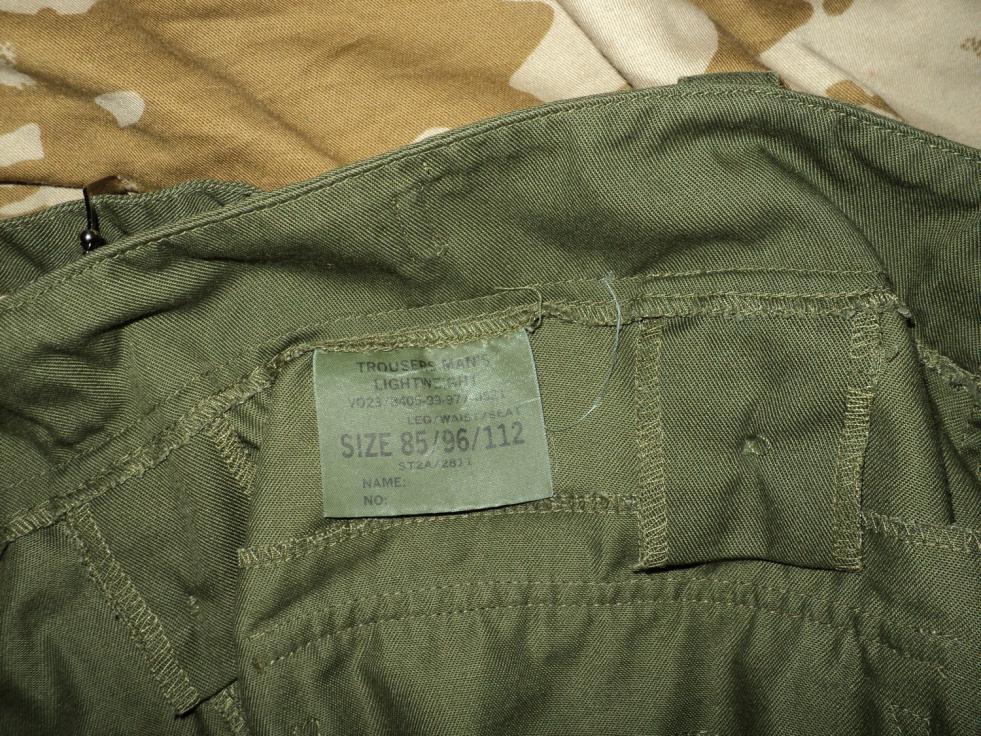 TROUSERS MAN'S
LIGHTWEIGHT
LEG/WAIST/SEAT
SIZE 85/96/112
NAME:
NO: